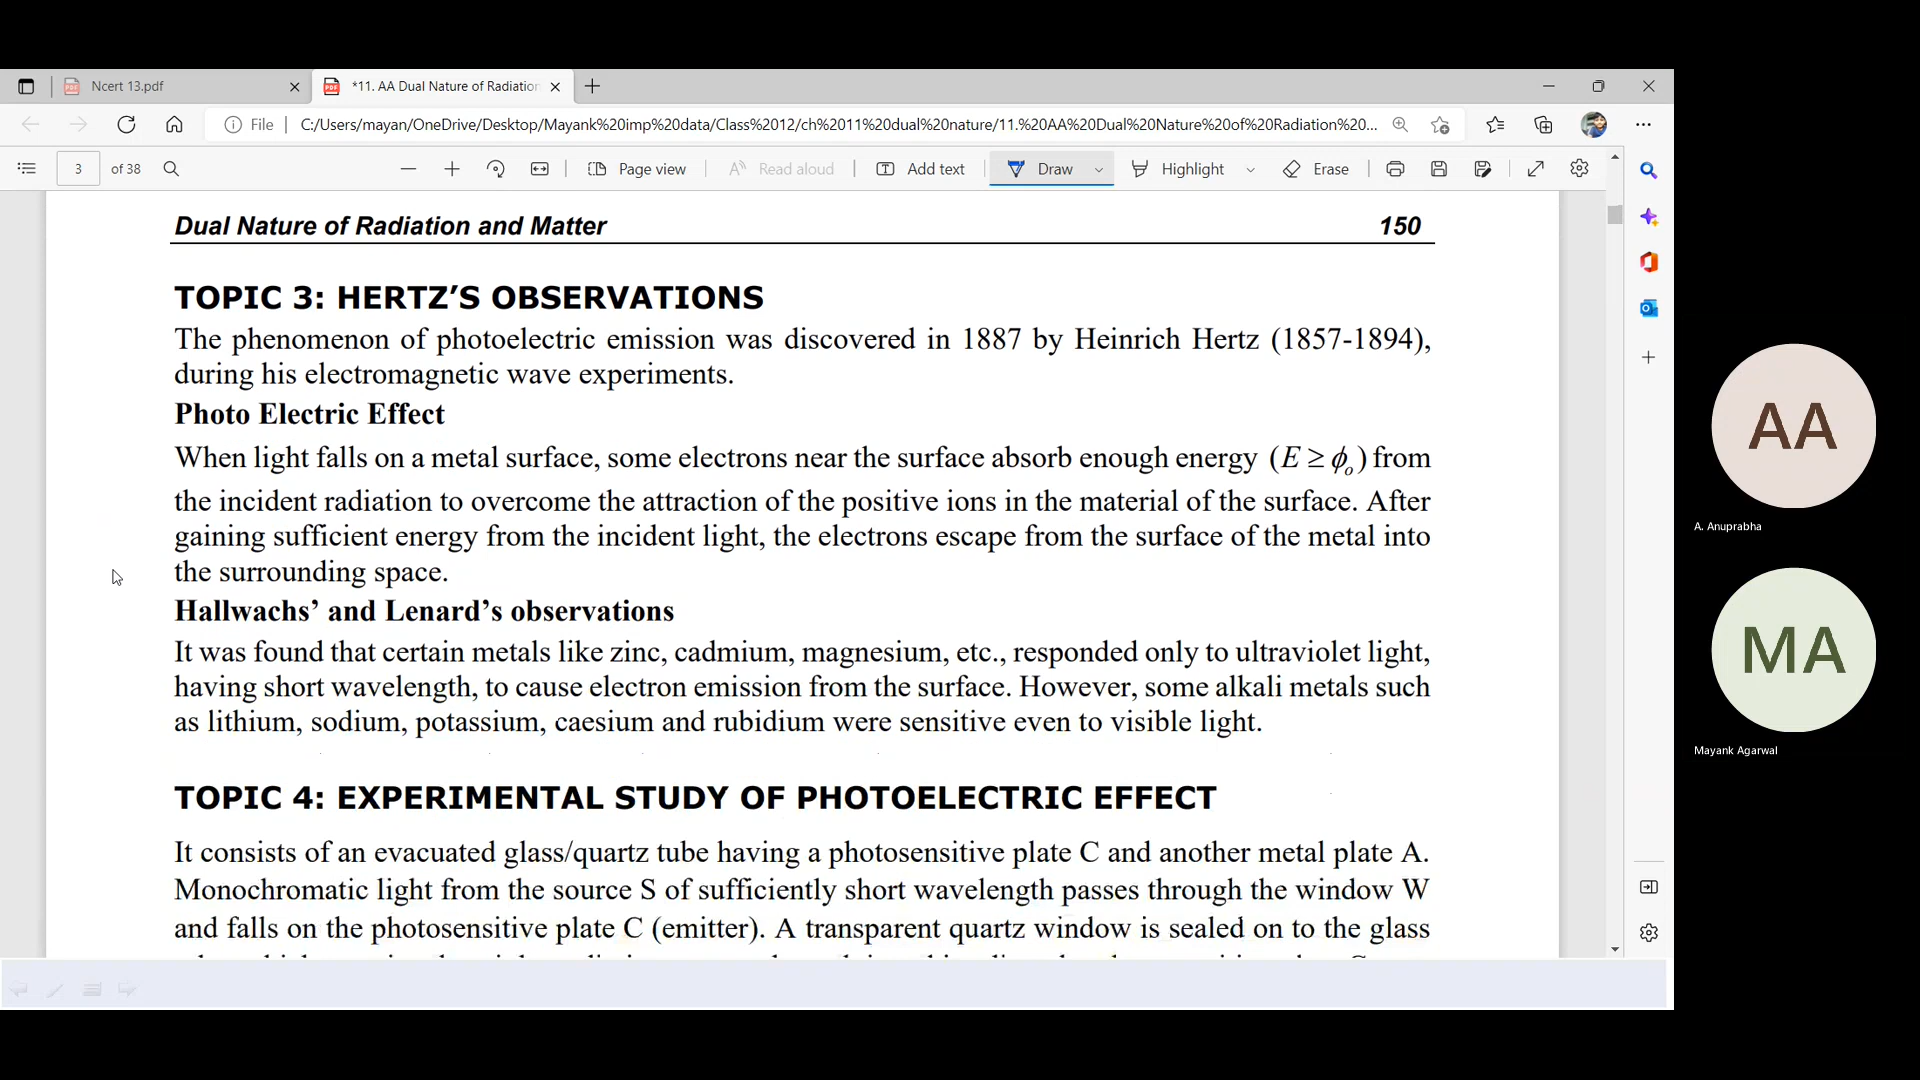 Ncert 13.pdf
*11. AA Dual Nature of Radiation
File
C:/Users/mayan/OneDrive/Desktop/Mayank%20imp%20data/Class%2012/ch%2011%20dual%20nature/11.%20AA%20Dual%20Nature%20of%20Radiation%20...
3 of 38
Page view
Read aloud
Add text
Draw
Highlight
Erase
Dual Nature of Radiation and Matter 150
TOPIC 3: HERTZ’S OBSERVATIONS
The phenomenon of photoelectric emission was discovered in 1887 by Heinrich Hertz (1857-1894),
during his electromagnetic wave experiments.
Photo Electric Effect
When light falls on a metal surface, some electrons near the surface absorb enough energy (E ≥ ϕₒ) from
the incident radiation to overcome the attraction of the positive ions in the material of the surface. After
gaining sufficient energy from the incident light, the electrons escape from the surface of the metal into
the surrounding space.
Hallwachs’ and Lenard’s observations
It was found that certain metals like zinc, cadmium, magnesium, etc., responded only to ultraviolet light,
having short wavelength, to cause electron emission from the surface. However, some alkali metals such
as lithium, sodium, potassium, caesium and rubidium were sensitive even to visible light.
TOPIC 4: EXPERIMENTAL STUDY OF PHOTOELECTRIC EFFECT
It consists of an evacuated glass/quartz tube having a photosensitive plate C and another metal plate A.
Monochromatic light from the source S of sufficiently short wavelength passes through the window W
and falls on the photosensitive plate C (emitter). A transparent quartz window is sealed on to the glass
AA
A. Anuprabha
MA
Mayank Agarwal